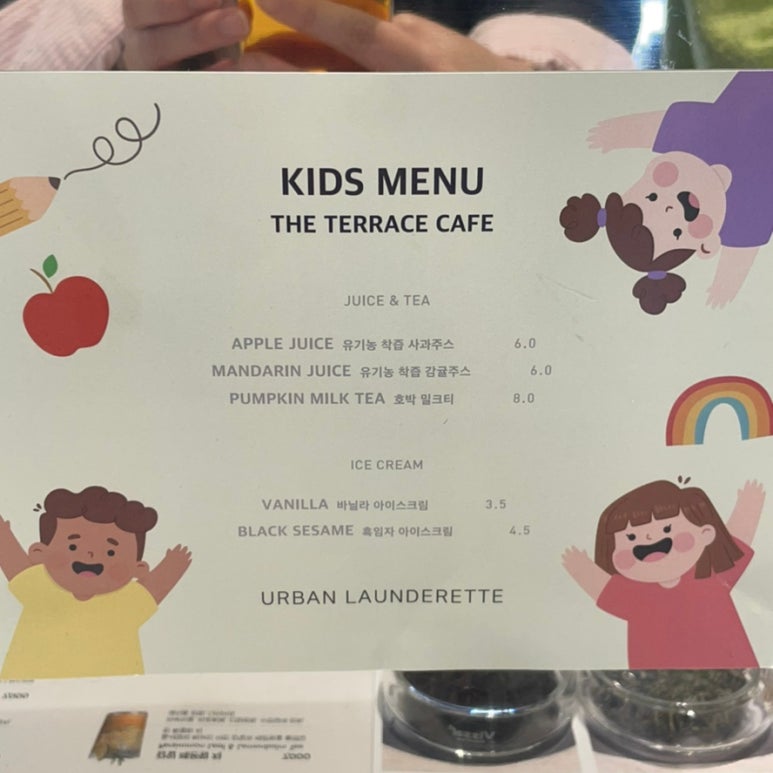 KIDS MENU
THE TERRACE CAFE
JUICE & TEA
APPLE JUICE 유기농 착즙 사과주스 6.0
MANDARIN JUICE 유기농 착즙 감귤주스 6.0
PUMPKIN MILK TEA 호박 밀크티 8.0
ICE CREAM
VANILLA 바닐라 아이스크림 3.5
BLACK SESAME 흑임자 아이스크림 4.5
URBAN LAUNDERETTE